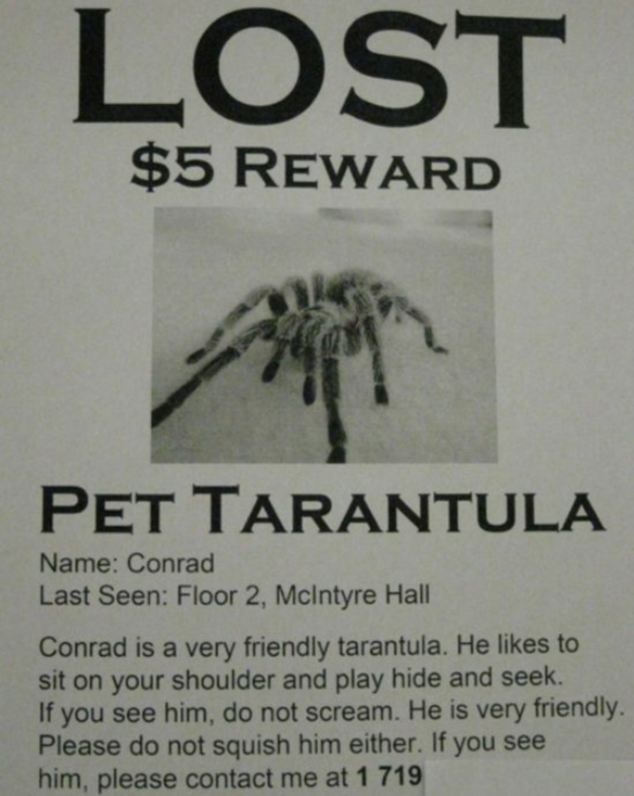 LOST
$5 REWARD
PET TARANTULA
Name: Conrad
Last Seen: Floor 2, McIntyre Hall
Conrad is a very friendly tarantula. He likes to
sit on your shoulder and play hide and seek.
If you see him, do not scream. He is very friendly.
Please do not squish him either. If you see
him, please contact me at 1 719